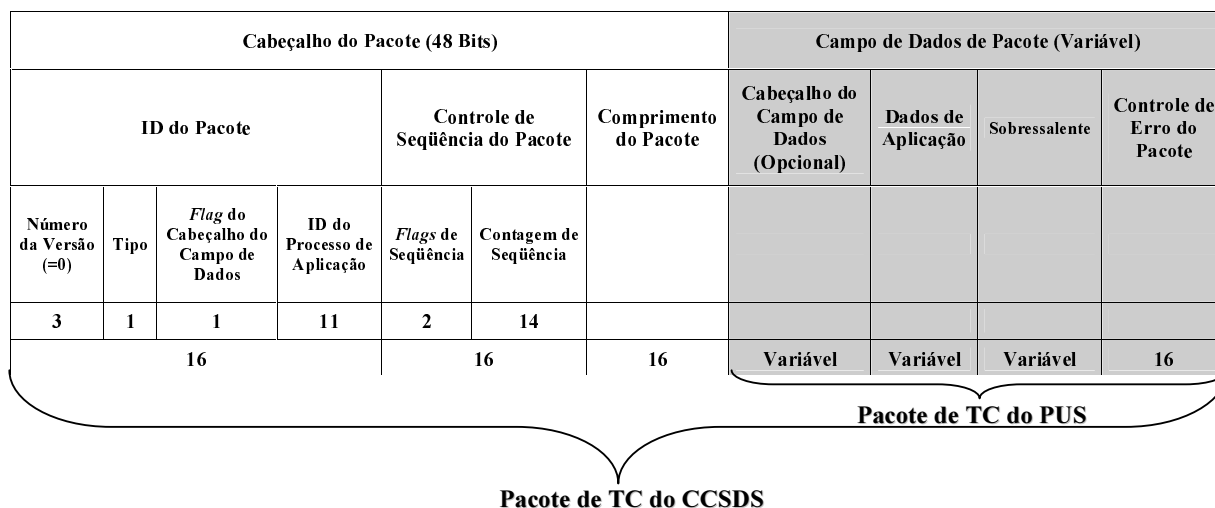 Cabeçalho do Pacote (48 Bits)
Campo de Dados de Pacote (Variável)
ID do Pacote
Controle de
Seqüência do Pacote
Comprimento
do Pacote
Cabeçalho do
Campo de
Dados
(Opcional)
Dados de
Aplicação
Sobressalente
Controle de
Erro do
Pacote
Número
da Versão
(=0)
Tipo
Flag do
Cabeçalho do
Campo de
Dados
ID do
Processo de
Aplicação
Flags de
Seqüência
Contagem de
Seqüência
3
1
1
11
2
14
16
16
16
Variável
Variável
Variável
16
Pacote de TC do PUS
Pacote de TC do CCSDS